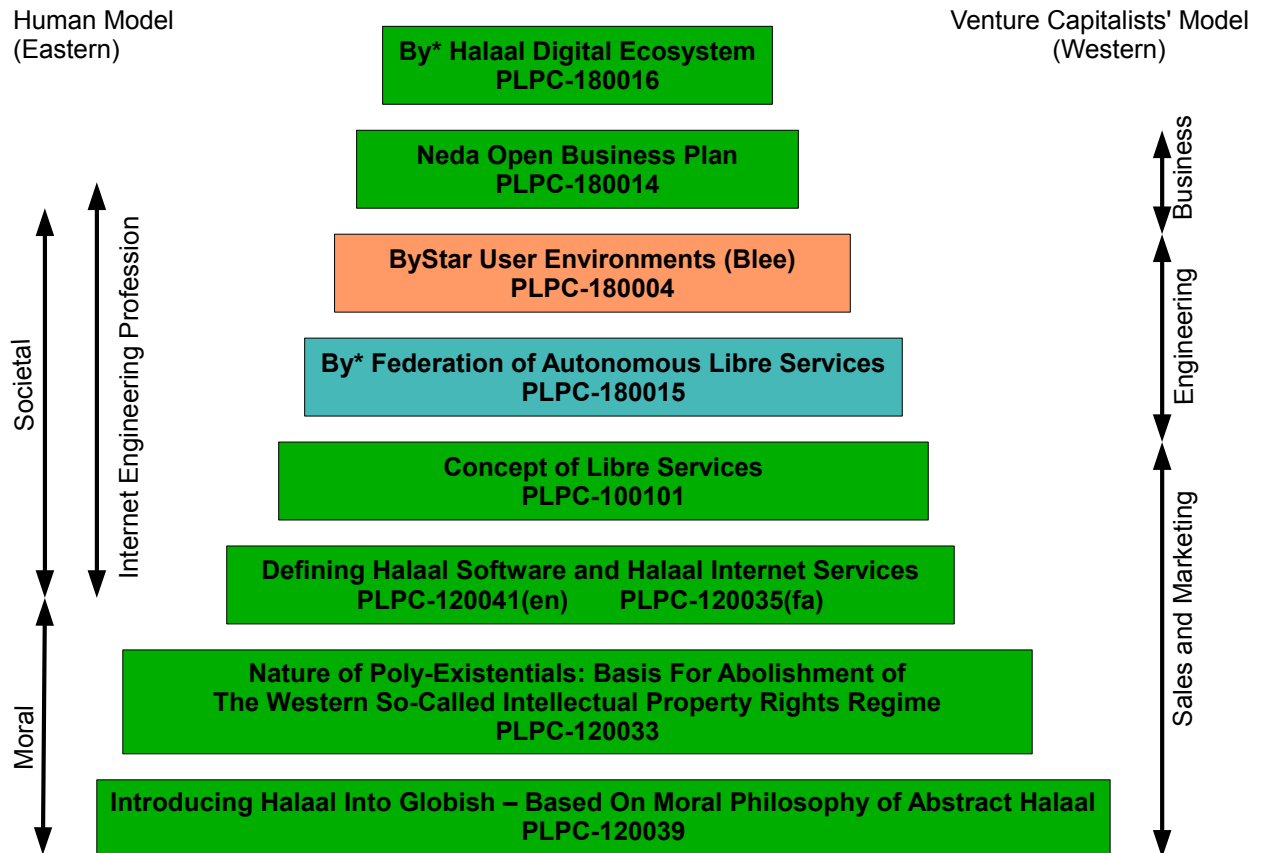 Human Model
(Eastern)
Venture Capitalists' Model
(Western)
By* Halaal Digital Ecosystem
PLPC-180016
Neda Open Business Plan
PLPC-180014
ByStar User Environments (Blee)
PLPC-180004
By* Federation of Autonomous Libre Services
PLPC-180015
Concept of Libre Services
PLPC-100101
Defining Halaal Software and Halaal Internet Services
PLPC-120041(en) PLPC-120035(fa)
Nature of Poly-Existentials: Basis For Abolishment of
The Western So-Called Intellectual Property Rights Regime
PLPC-120033
Introducing Halaal Into Globish – Based On Moral Philosophy of Abstract Halaal
PLPC-120039
Societal
Moral
Internet Engineering Profession
Business
Engineering
Sales and Marketing